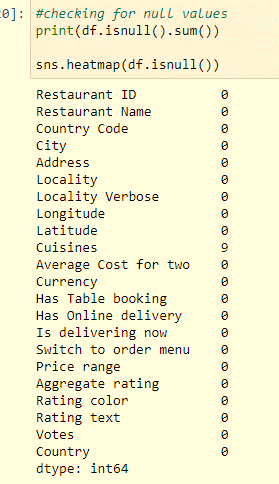 0]: #checking for null values
print(df.isnull().sum())
sns.heatmap(df.isnull())
Restaurant ID 0
Restaurant Name 0
Country Code 0
City 0
Address 0
Locality 0
Locality Verbose 0
Longitude 0
Latitude 0
Cuisines 9
Average Cost for two 0
Currency 0
Has Table booking 0
Has Online delivery 0
Is delivering now 0
Switch to order menu 0
Price range 0
Aggregate rating 0
Rating color 0
Rating text 0
Votes 0
Country 0
dtype: int64